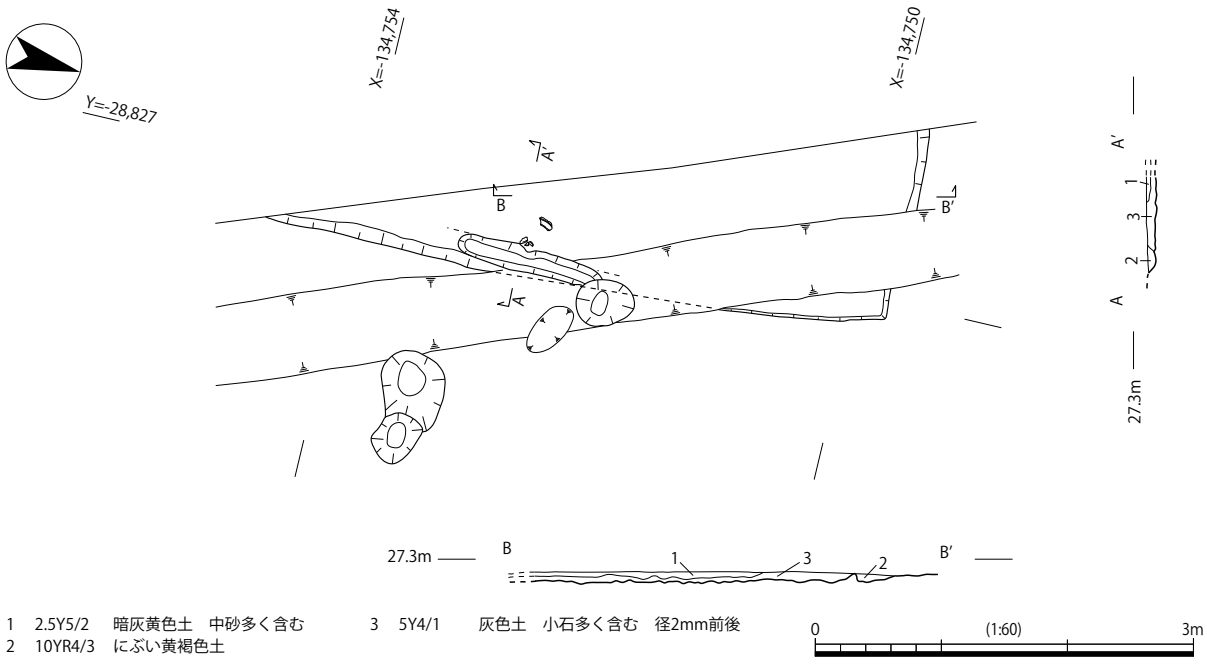 X=-134,754
X=-134,750
Y=-28,827
A'
B
B'
A
A'
1
3
2
A
27.3m
27.3m
B
1
3
2
B'
1 2.5Y5/2 暗灰黄色土 中砂多く含む
2 10YR4/3 にぶい黄褐色土
3 5Y4/1 灰色土 小石多く含む 径2mm前後
0 (1:60) 3m